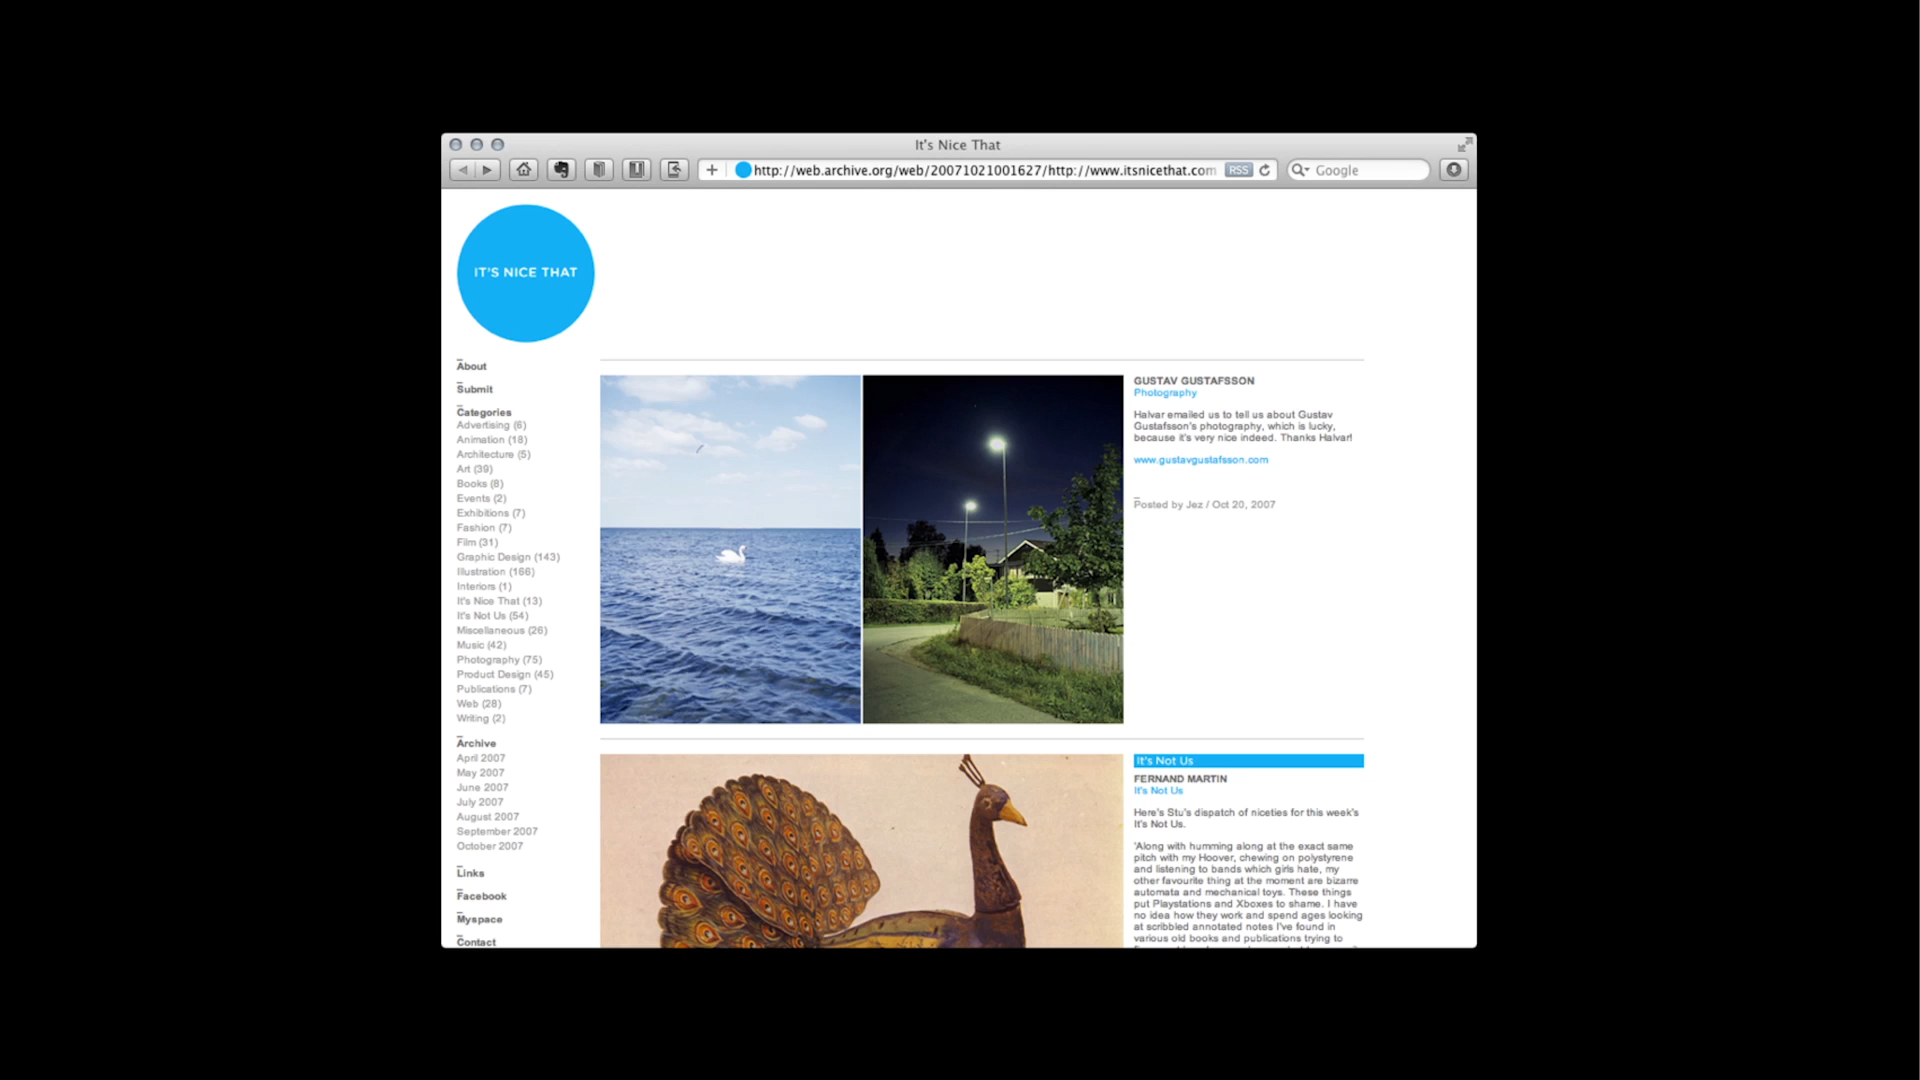 It's Nice That
http://web.archive.org/web/20071021001627/http://www.itsnicethat.com
RSS
Google
IT'S NICE THAT
About
Submit
Categories
Advertising (6)
Animation (18)
Architecture (5)
Art (39)
Books (8)
Events (2)
Exhibitions (7)
Fashion (7)
Film (31)
Graphic Design (143)
Illustration (166)
Interiors (1)
It's Nice That (13)
It's Not Us (54)
Miscellaneous (26)
Music (42)
Photography (75)
Product Design (45)
Publications (7)
Web (28)
Writing (2)
Archive
April 2007
May 2007
June 2007
July 2007
August 2007
September 2007
October 2007
Links
Facebook
Myspace
Contact
GUSTAV GUSTAFSSON
Photography
Halvar emailed us to tell us about Gustav
Gustafsson's photography, which is lucky,
because it's very nice indeed. Thanks Halvar!
www.gustavgustafsson.com
Posted by Jez / Oct 20, 2007
It's Not Us
FERNAND MARTIN
It's Not Us
Here's Stu's dispatch of niceties for this week's
It's Not Us.
'Along with humming along at the exact same
pitch with my Hoover, chewing on polystyrene
and listening to bands which girls hate, my
other favourite thing at the moment are bizarre
automata and mechanical toys. These things
put Playstations and Xboxes to shame. I have
no idea how they work and spend ages looking
at scribbled annotated notes I've found in
various old books and publications trying to